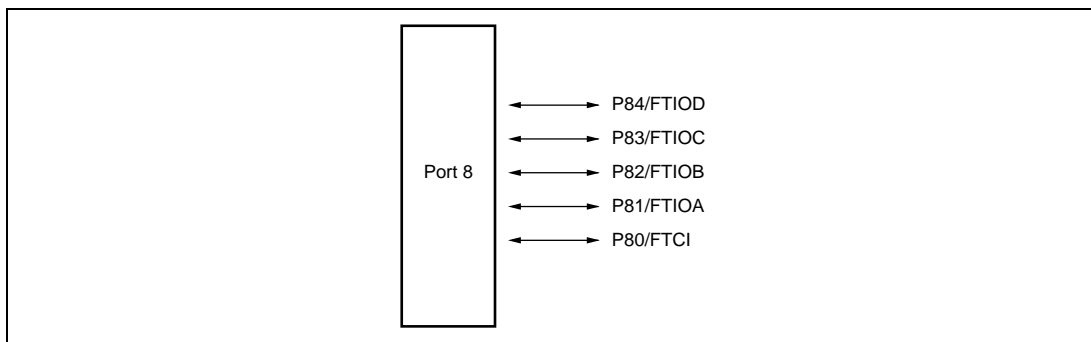 P84/FTIOD
P83/FTIOC
Port 8
P82/FTIOB
P81/FTIOA
P80/FTCI